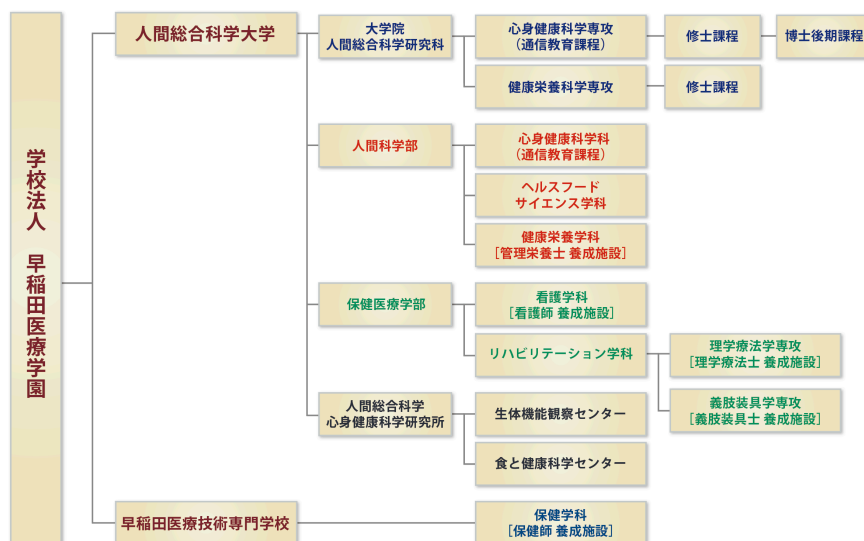 学校法人 早稲田医療学園
人間総合科学大学
大学院
人間総合科学研究科
心身健康科学専攻
(通信教育課程)
修士課程
博士後期課程
健康栄養科学専攻
修士課程
人間科学部
心身健康科学科
(通信教育課程)
ヘルスフード
サイエンス学科
健康栄養学科
[管理栄養士 養成施設]
保健医療学部
看護学科
[看護師 養成施設]
リハビリテーション学科
理学療法学専攻
[理学療法士 養成施設]
義肢装具学専攻
[義肢装具士 養成施設]
人間総合科学
心身健康科学研究所
生体機能観察センター
食と健康科学センター
早稲田医療技術専門学校
保健学科
[保健師 養成施設]